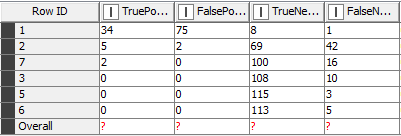 Row ID TruePo... FalsePo... TrueNe... FalseN...
1 34 75 8 1
2 5 2 69 42
7 2 0 100 16
3 0 0 108 10
5 0 0 115 3
6 0 0 113 5
Overall ? ? ? ?